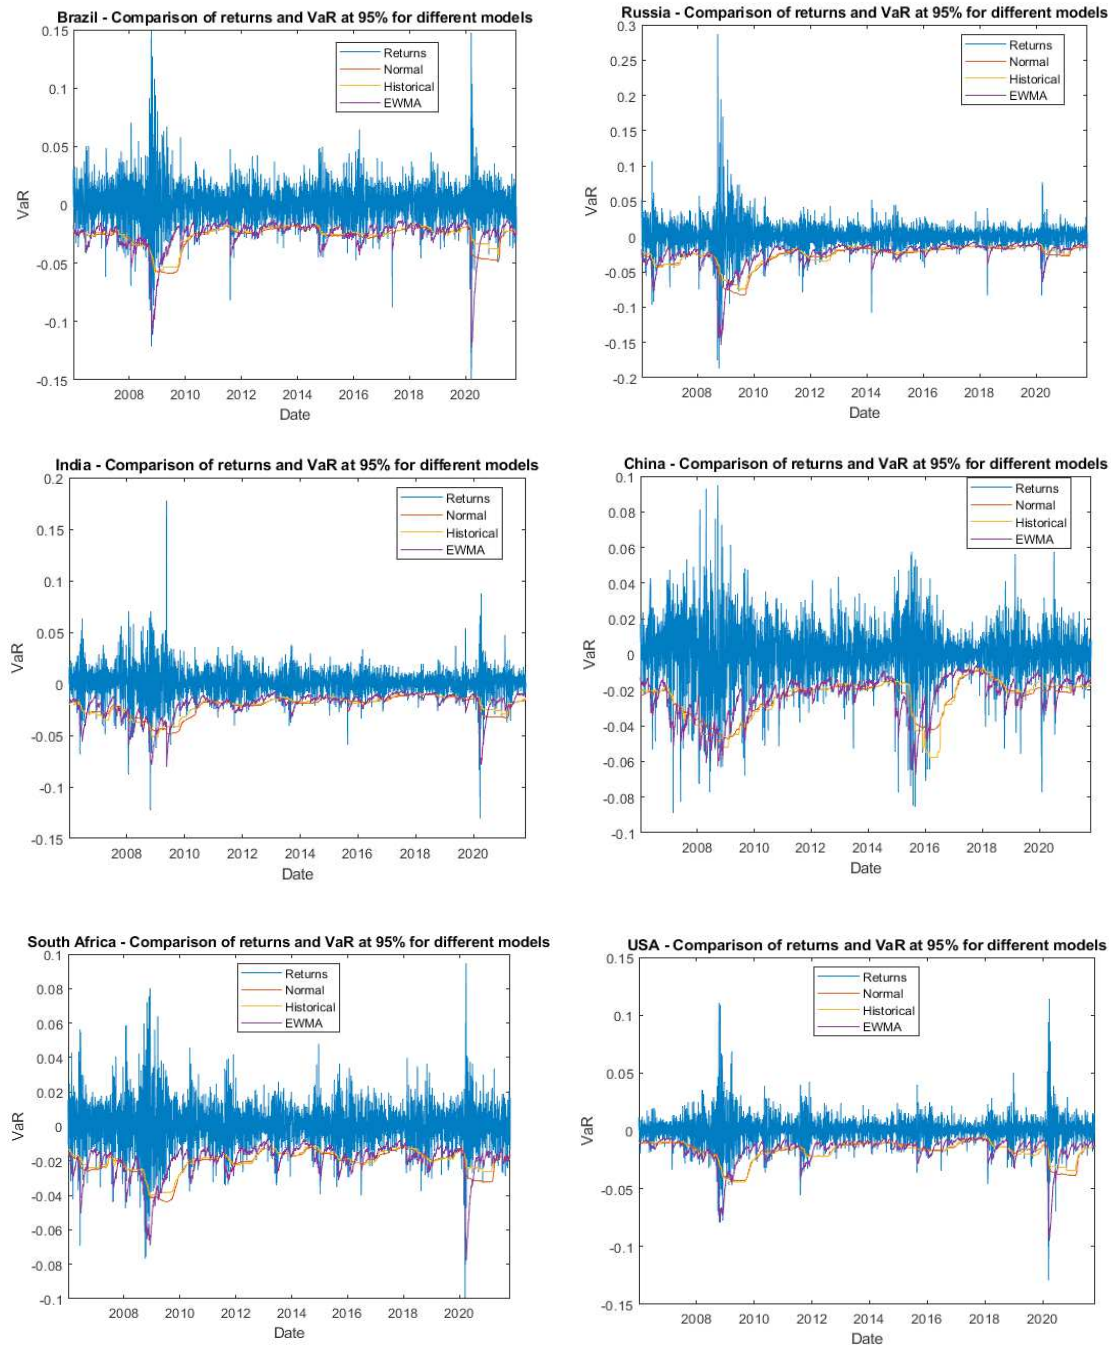 Brazil - Comparison of returns and VaR at 95% for different models
0.15
0.1
0.05
0
-0.05
-0.1
-0.15
VaR
Returns
Normal
Historical
EWMA
2008 2010 2012 2014 2016 2018 2020
Date
Russia - Comparison of returns and VaR at 95% for different models
0.3
0.25
0.2
0.15
0.1
0.05
0
-0.05
-0.1
-0.15
-0.2
VaR
Returns
Normal
Historical
EWMA
2008 2010 2012 2014 2016 2018 2020
Date
India - Comparison of returns and VaR at 95% for different models
0.2
0.15
0.1
0.05
0
-0.05
-0.1
-0.15
VaR
Returns
Normal
Historical
EWMA
2008 2010 2012 2014 2016 2018 2020
Date
China - Comparison of returns and VaR at 95% for different models
0.1
0.08
0.06
0.04
0.02
0
-0.02
-0.04
-0.06
-0.08
-0.1
VaR
Returns
Normal
Historical
EWMA
2008 2010 2012 2014 2016 2018 2020
Date
South Africa - Comparison of returns and VaR at 95% for different models
0.1
0.08
0.06
0.04
0.02
0
-0.02
-0.04
-0.06
-0.08
-0.1
VaR
Returns
Normal
Historical
EWMA
2008 2010 2012 2014 2016 2018 2020
Date
USA - Comparison of returns and VaR at 95% for different models
0.15
0.1
0.05
0
-0.05
-0.1
-0.15
VaR
Returns
Normal
Historical
EWMA
2008 2010 2012 2014 2016 2018 2020
Date